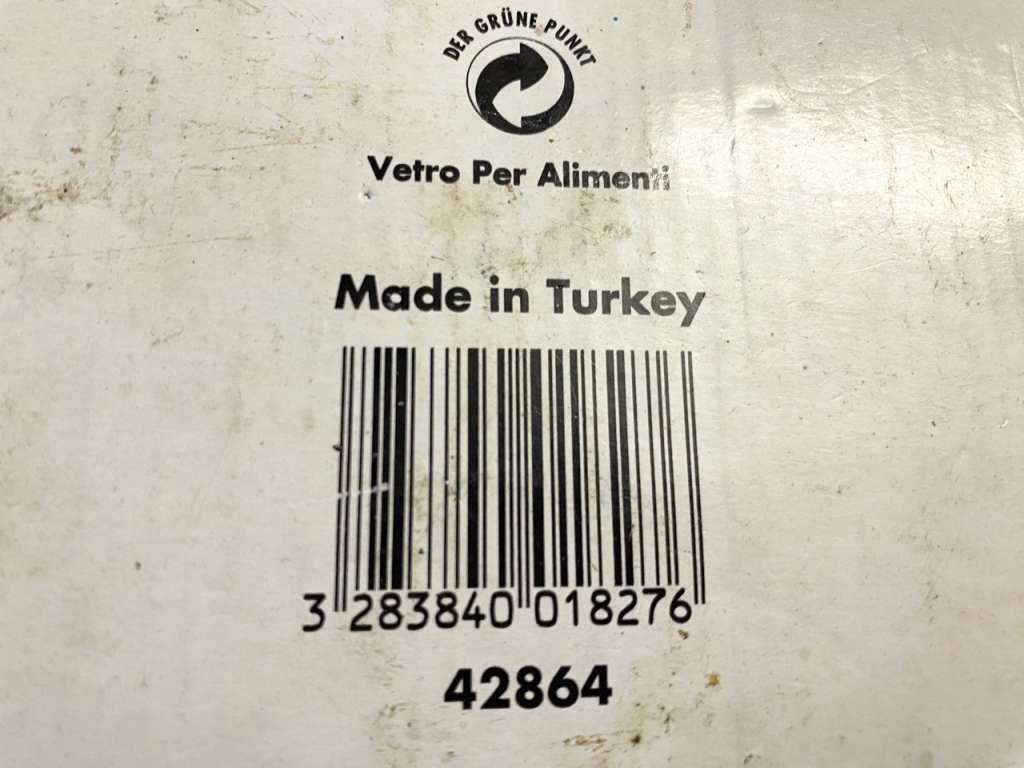 DER GRÜNE PUNKT
Vetro Per Alimenti
Made in Turkey
3 283840 018276
42864